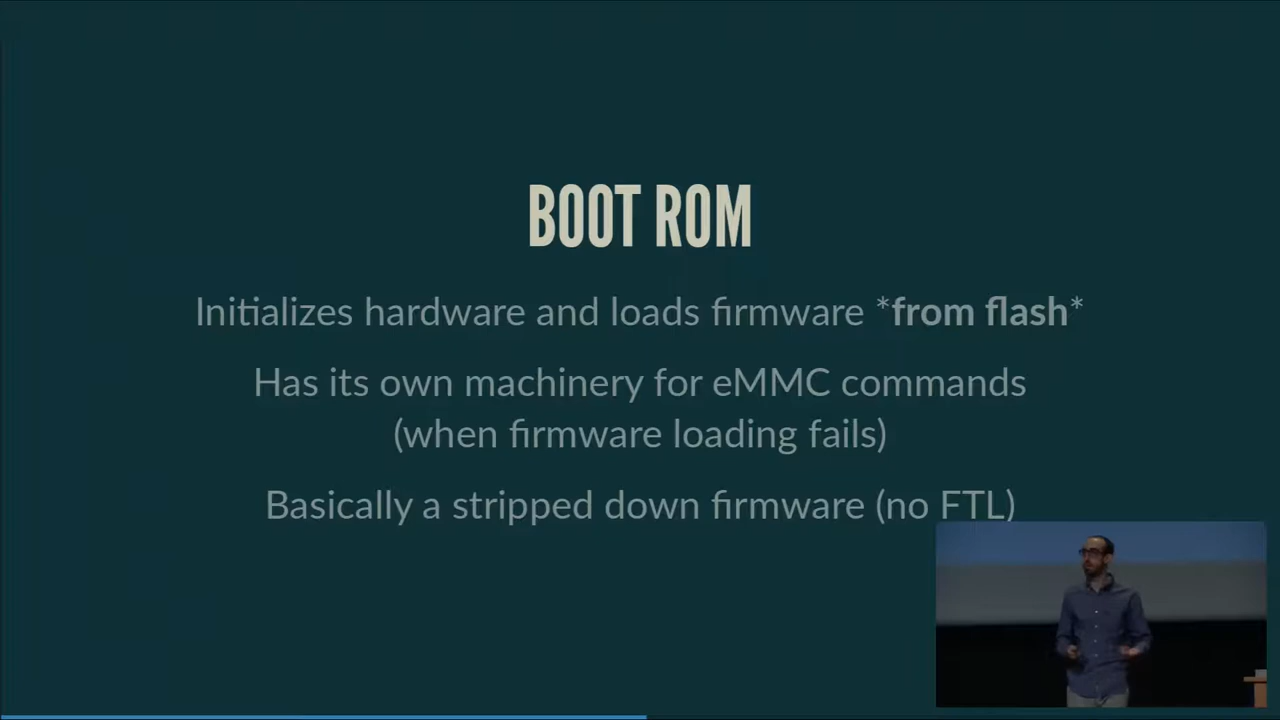 BOOT ROM
Initializes hardware and loads firmware *from flash*
Has its own machinery for eMMC commands
(when firmware loading fails)
Basically a stripped down firmware (no FTL)